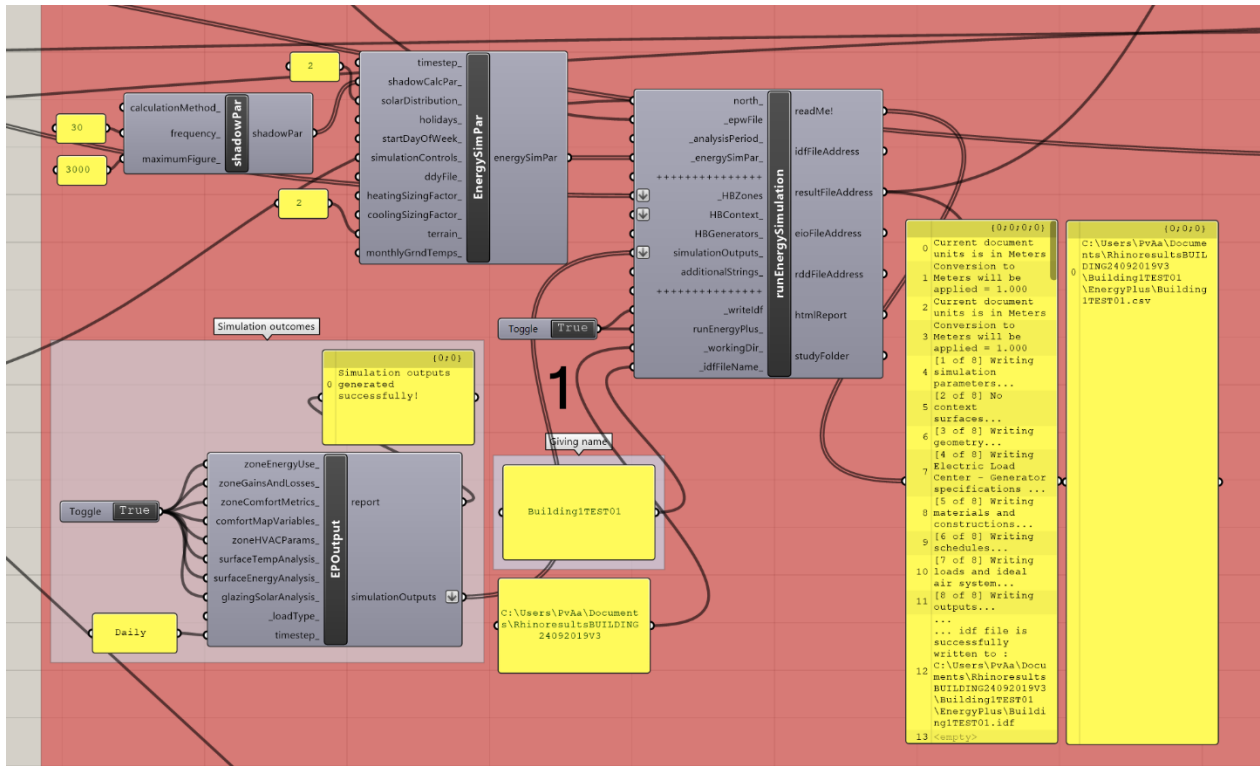 2
timestep_
shadowCalcPar_
solarDistribution_
holidays_
startDayOfWeek_
simulationControls_
ddyFile_
heatingSizingFactor_
coolingSizingFactor_
terrain_
monthlyGrndTemps_
EnergySimPar
energySimPar
30
3000
calculationMethod_
frequency_
maximumFigure_
shadowPar
shadowPar
2
north_
_epwFile
_analysisPeriod_
_energySimPar_
+++++++++++++++
_HBZones
HBContext_
HBGenerators_
simulationOutputs_
additionalStrings_
+++++++++++++++
_writeIdf
runEnergyPlus_
_workingDir_
_idfFileName_
runEnergySimulation
readMe!
idfFileAddress
resultFileAddress
eioFileAddress
rddFileAddress
htmlReport
studyFolder
Toggle True
1
Simulation outcomes
{0;0}
0 Simulation outputs
generated
successfully!
Toggle True
zoneEnergyUse_
zoneGainsAndLosses_
zoneComfortMetrics_
comfortMapVariables_
zoneHVACParams_
surfaceTempAnalysis_
surfaceEnergyAnalysis_
glazingSolarAnalysis_
_loadType_
timestep_
EPOutput
report
simulationOutputs
Daily
Giving name
Building1TEST01
C:\Users\PvAa\Document
s\RhinoresultsBUILDING
24092019V3
{0;0;0;0}
0 Current document
units is in Meters
1 Conversion to
Meters will be
applied = 1.000
2 Current document
units is in Meters
3 Conversion to
Meters will be
applied = 1.000
4 [1 of 8] Writing
simulation
parameters...
5 [2 of 8] No
context
surfaces...
6 [3 of 8] Writing
geometry...
7 [4 of 8] Writing
Electric Load
Center - Generator
specifications ...
8 [5 of 8] Writing
materials and
constructions...
9 [6 of 8] Writing
schedules...
10 [7 of 8] Writing
loads and ideal
air system...
11 [8 of 8] Writing
outputs...
12 ...
... idf file is
successfully
written to :
C:\Users\PvAa\Docu
ments\Rhinoresults
BUILDING24092019V3
\Building1TEST01
\EnergyPlus\Buildi
ng1TEST01.idf
13 <empty>
{0;0;0}
0 C:\Users\PvAa\Docume
nts\RhinoresultsBUIL
DING24092019V3
\Building1TEST01
\EnergyPlus\Building
1TEST01.csv